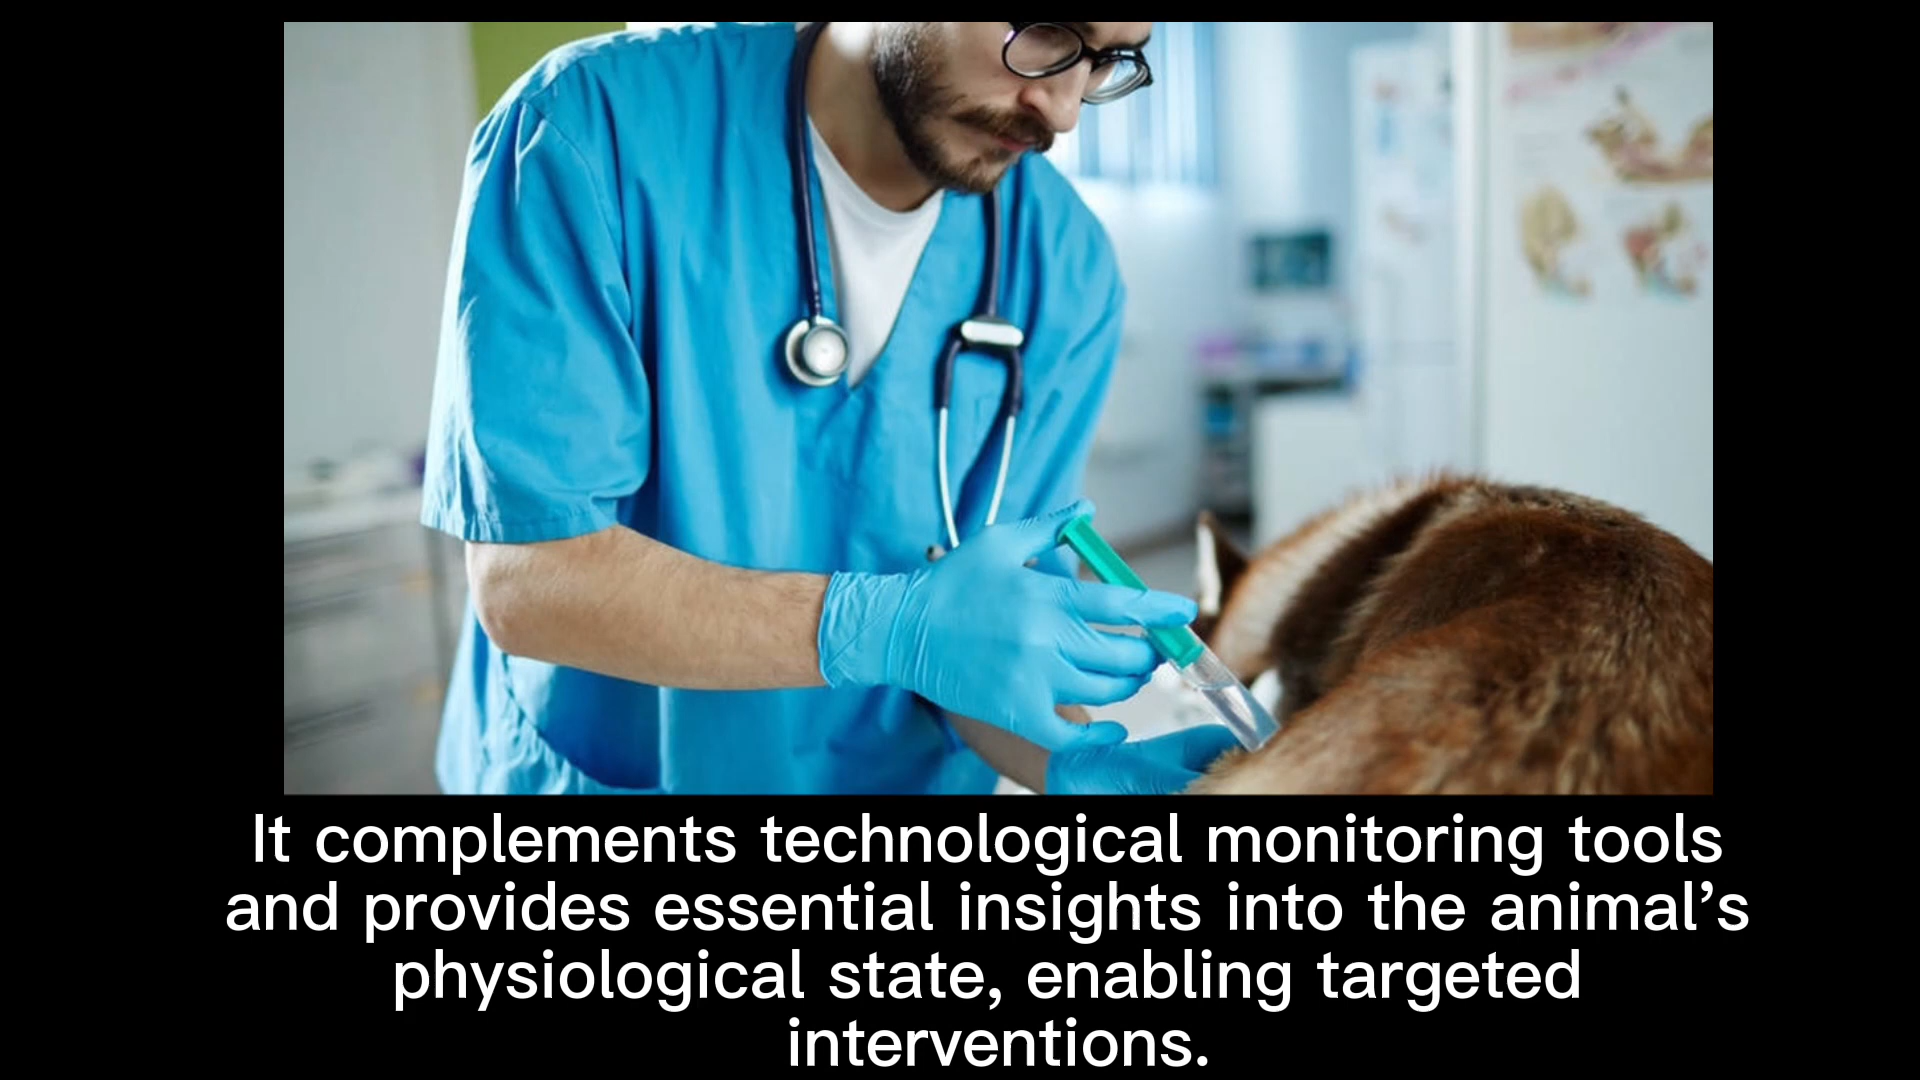 It complements technological monitoring tools
and provides essential insights into the animal’s
physiological state, enabling targeted
interventions.